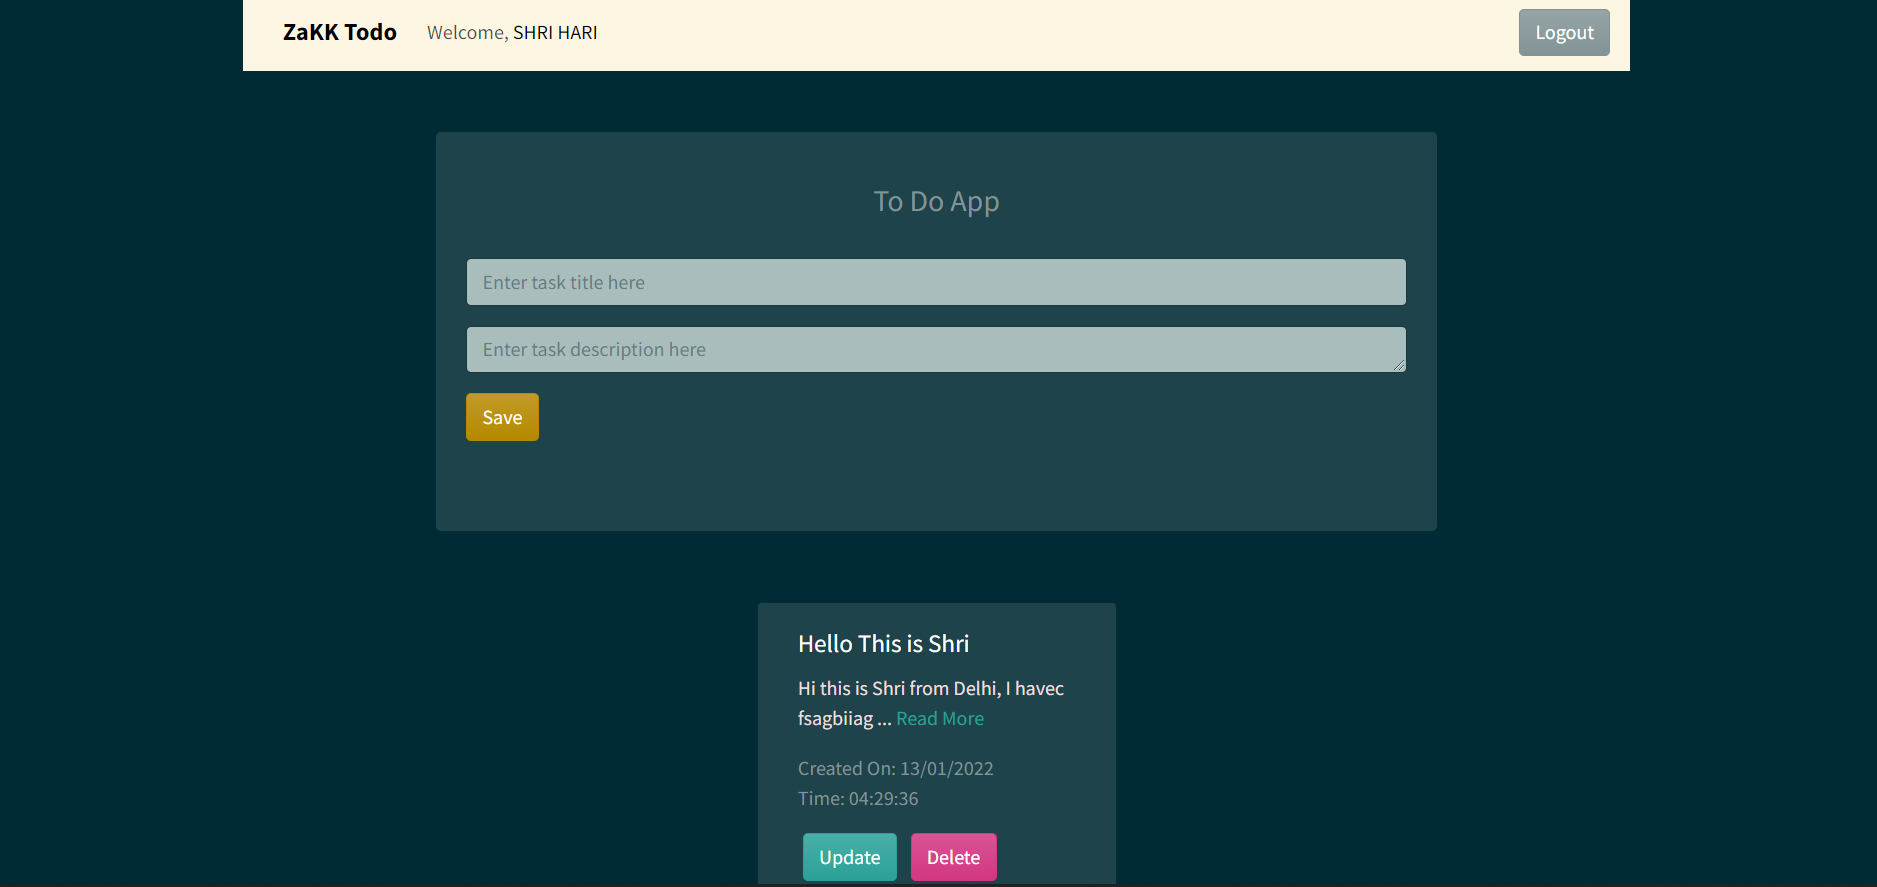 ZaKK Todo Welcome, SHRI HARI Logout
To Do App
Enter task title here
Enter task description here
Save
Hello This is Shri
Hi this is Shri from Delhi, I havec
fsagbiiag ... Read More
Created On: 13/01/2022
Time: 04:29:36
Update Delete